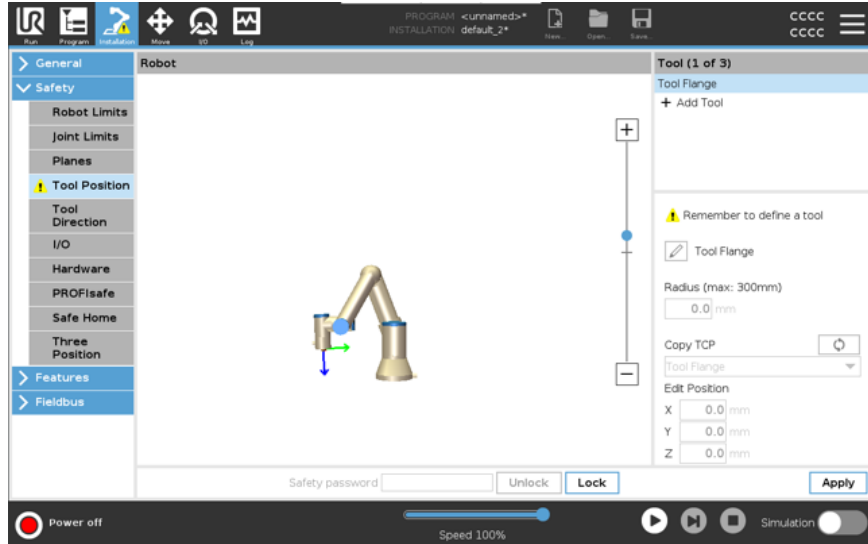 PROGRAM <unnamed>*
INSTALLATION default_2*
Run
Program
Installation
Move
I/O
Log
New...
Open...
Save...
cccc
cccc
General
Safety
Robot Limits
Joint Limits
Planes
Tool Position
Tool
Direction
I/O
Hardware
PROFIsafe
Safe Home
Three
Position
Features
Fieldbus
Robot
Safety password
Unlock
Lock
Tool (1 of 3)
Tool Flange
+ Add Tool
Remember to define a tool
Tool Flange
Radius (max: 300mm)
0.0 mm
Copy TCP
Tool Flange
Edit Position
X 0.0 mm
Y 0.0 mm
Z 0.0 mm
Apply
Power off
Speed 100%
Simulation